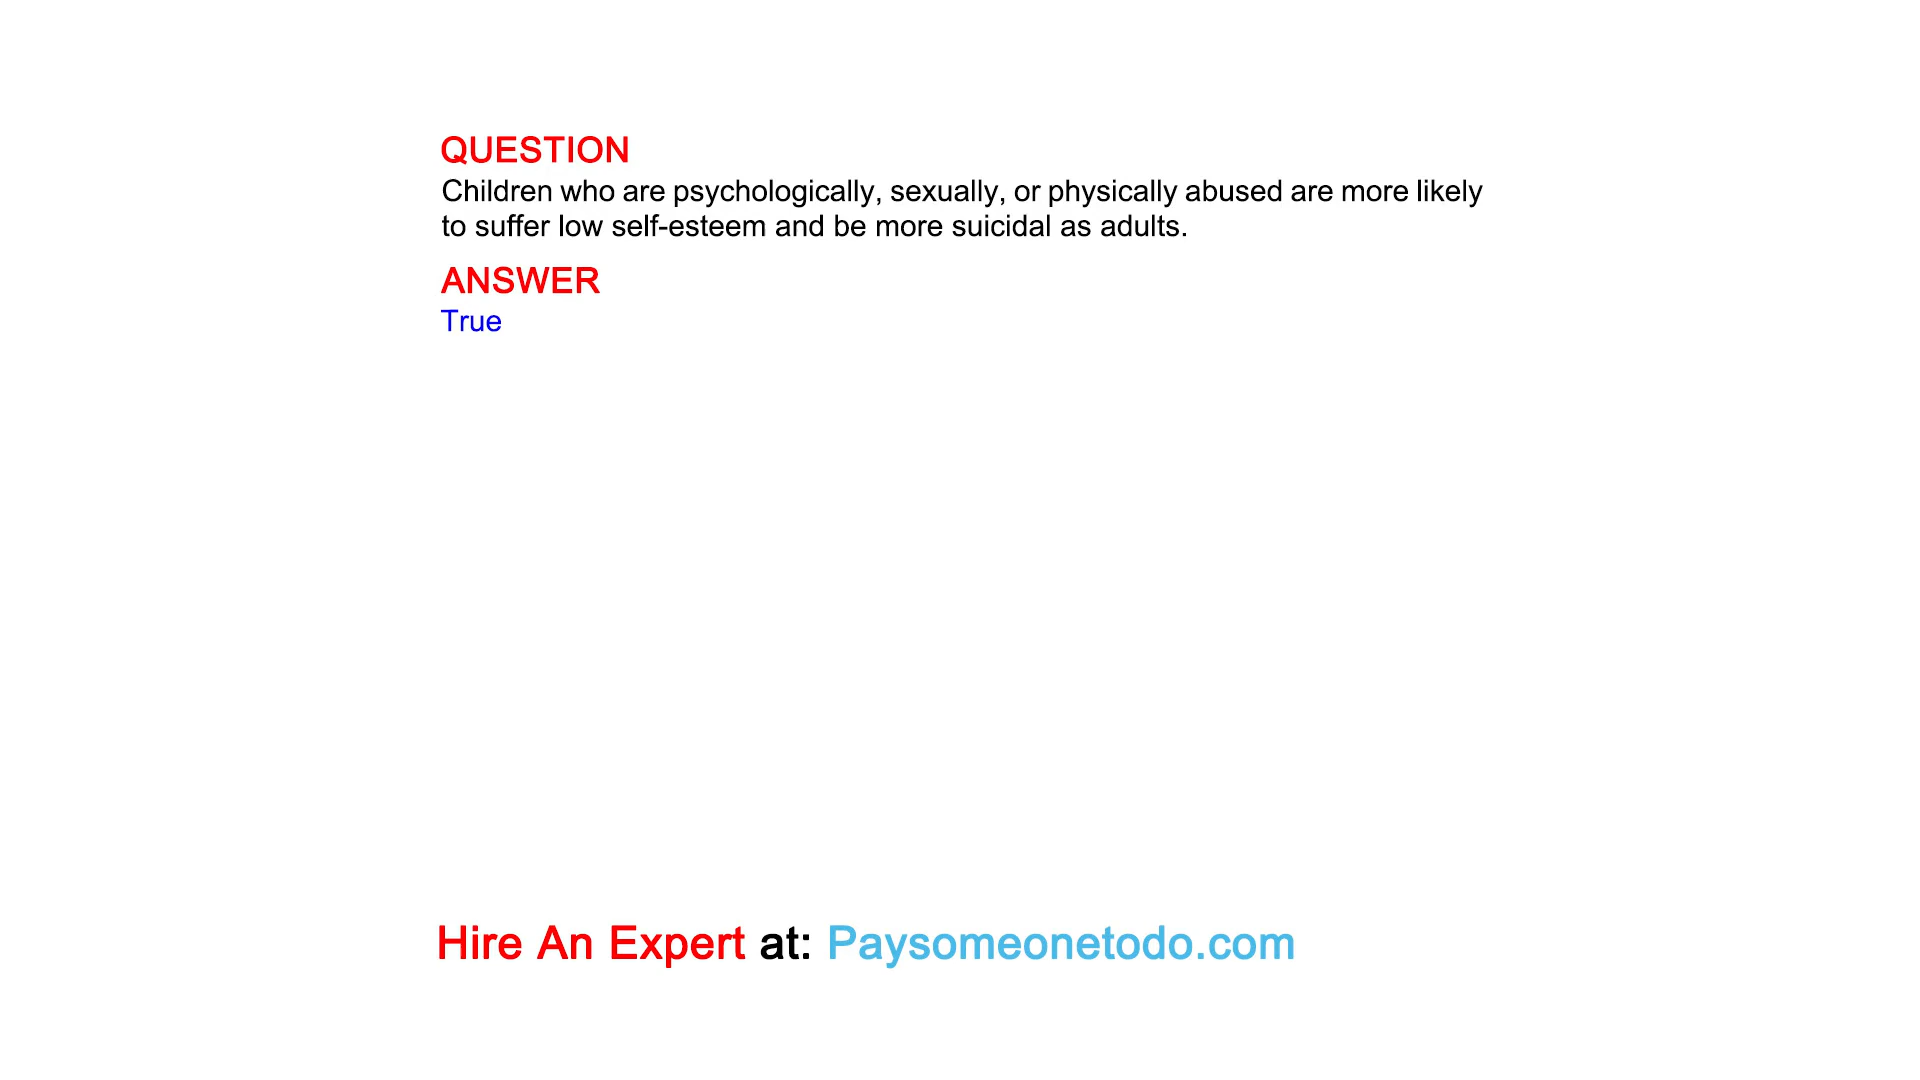 QUESTION
Children who are psychologically, sexually, or physically abused are more likely
to suffer low self-esteem and be more suicidal as adults.
ANSWER
True
Hire An Expert at: Paysomeonetodo.com